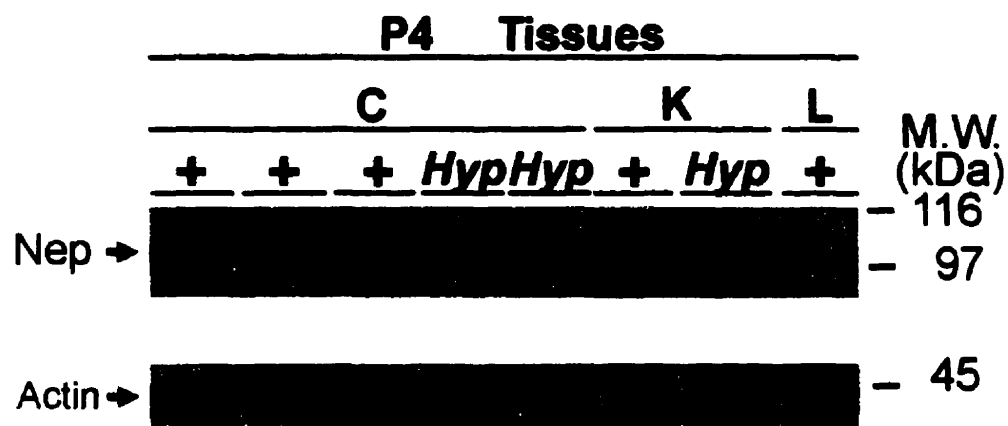 P4 Tissues
C K L
M.W.
+ + + Hyp Hyp + Hyp + (kDa)
– 116
Nep → – 97
Actin → – 45